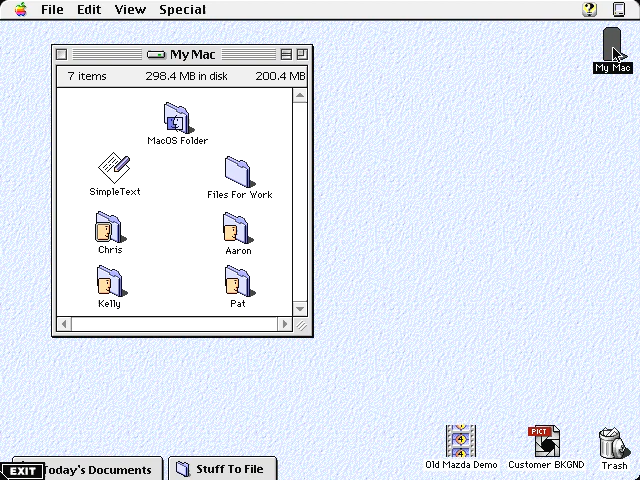 File Edit View Special
My Mac
My Mac
7 items 298.4 MB in disk 200.4 MB
MacOS Folder
SimpleText
Files For Work
Chris
Aaron
Kelly
Pat
PICT
Old Mazda Demo
Customer BKGND
Trash
EXIT
oday's Documents
Stuff To File